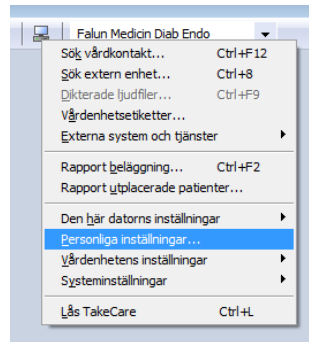 Falun Medicin Diab Endo
Sök vårdkontakt... Ctrl+F12
Sök extern enhet... Ctrl+8
Dikterade ljudfiler... Ctrl+F9
Vårdenhetsetiketter...
Externa system och tjänster
Rapport beläggning... Ctrl+F2
Rapport utplacerade patienter...
Den här datorns inställningar
Personliga inställningar...
Vårdenhetens inställningar
Systeminställningar
Lås TakeCare Ctrl+L